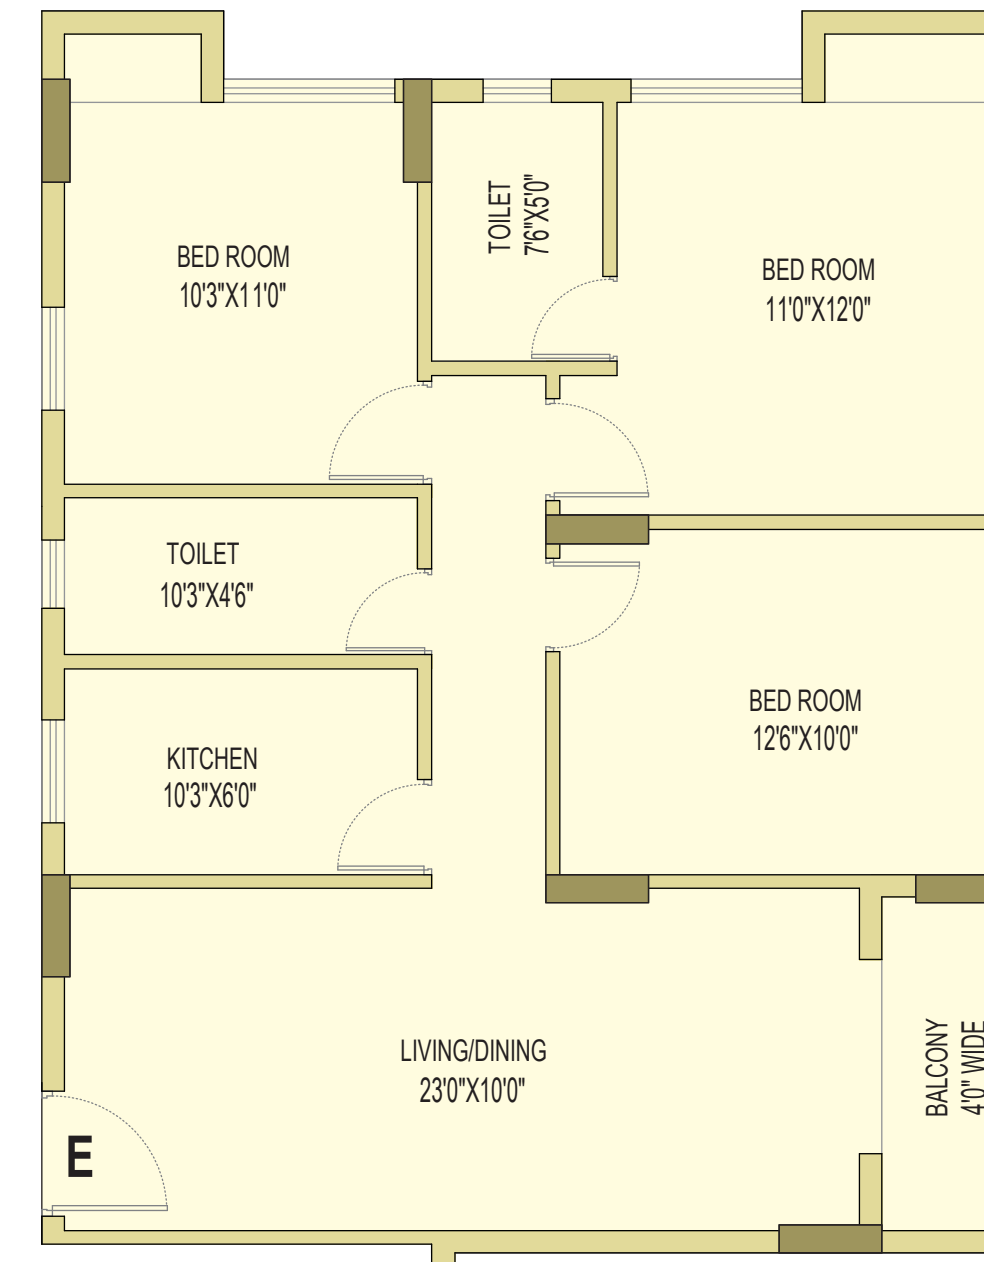 BED ROOM
10'3"X11'0"
TOILET
7'6"X5'0"
BED ROOM
11'0"X12'0"
TOILET
10'3"X4'6"
KITCHEN
10'3"X6'0"
BED ROOM
12'6"X10'0"
LIVING/DINING
23'0"X10'0"
BALCONY
4'0" WIDE
E